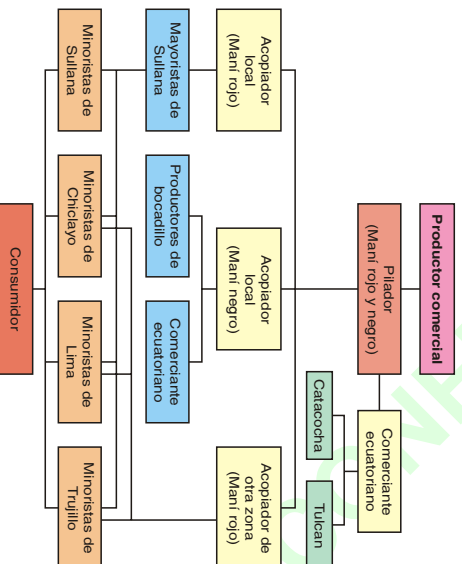 Productor comercial
Pilador
(Maní rojo y negro)
Comerciante
ecuatoriano
Catacocha
Tulcan
Acopiador
local
(Maní rojo)
Acopiador
local
(Maní negro)
Acopiador de
otra zona
(Maní rojo)
Mayoristas de
Sullana
Productores de
bocadillo
Comerciante
ecuatoriano
Minoristas de
Sullana
Minoristas de
Chiclayo
Minoristas de
Lima
Minoristas de
Trujillo
Consumidor